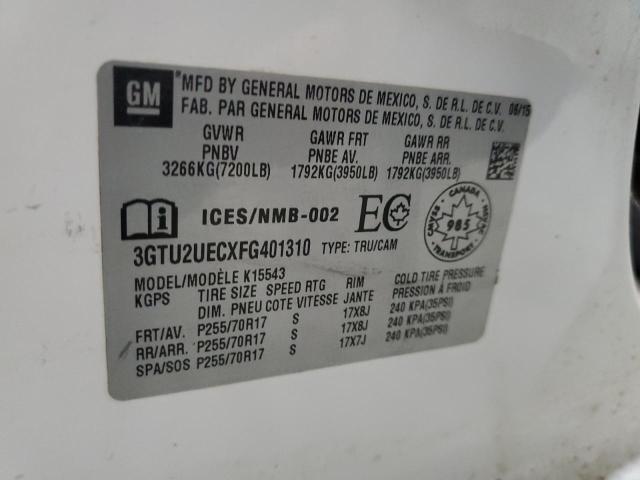 GM
*MFD BY GENERAL MOTORS DE MEXICO, S. DE R.L. DE C.V. 06/15
FAB. PAR GENERAL MOTORS DE MEXICO, S. DE R.L. DE C.V.
GVWR GAWR FRT GAWR RR
PNBV PNBE AV. PNBE ARR.
3266KG(7200LB) 1792KG(3950LB) 1792KG(3950LB)
ICES/NMB-002 EC
CANADA
985
TRANSPORT
3GTU2UECXFG401310 TYPE: TRU/CAM
MODEL/MODÈLE K15543
KGPS TIRE SIZE SPEED RTG RIM COLD TIRE PRESSURE
DIM. PNEU COTE VITESSE JANTE PRESSION À FROID
FRT/AV. P255/70R17 S 17X8J 240 KPA(35PSI)
RR/ARR. P255/70R17 S 17X8J 240 KPA(35PSI)
SPA/SOS P255/70R17 S 17X7J 240 KPA(35PSI)